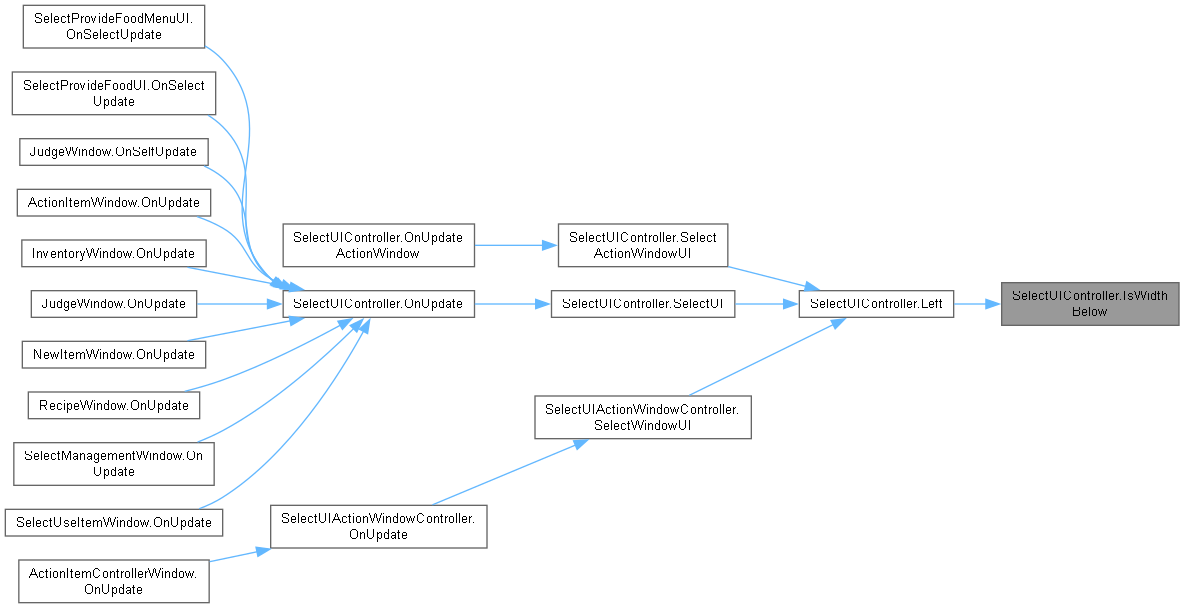 SelectProvideFoodMenuUI.
OnSelectUpdate
SelectProvideFoodUI.OnSelect
Update
JudgeWindow.OnSelfUpdate
ActionItemWindow.OnUpdate
InventoryWindow.OnUpdate
JudgeWindow.OnUpdate
NewItemWindow.OnUpdate
RecipeWindow.OnUpdate
SelectManagementWindow.On
Update
SelectUseItemWindow.OnUpdate
ActionItemControllerWindow.
OnUpdate
SelectUIController.OnUpdate
ActionWindow
SelectUIController.OnUpdate
SelectUIActionWindowController.
OnUpdate
SelectUIController.Select
ActionWindowUI
SelectUIController.SelectUI
SelectUIActionWindowController.
SelectWindowUI
SelectUIController.Left
SelectUIController.IsWidth
Below